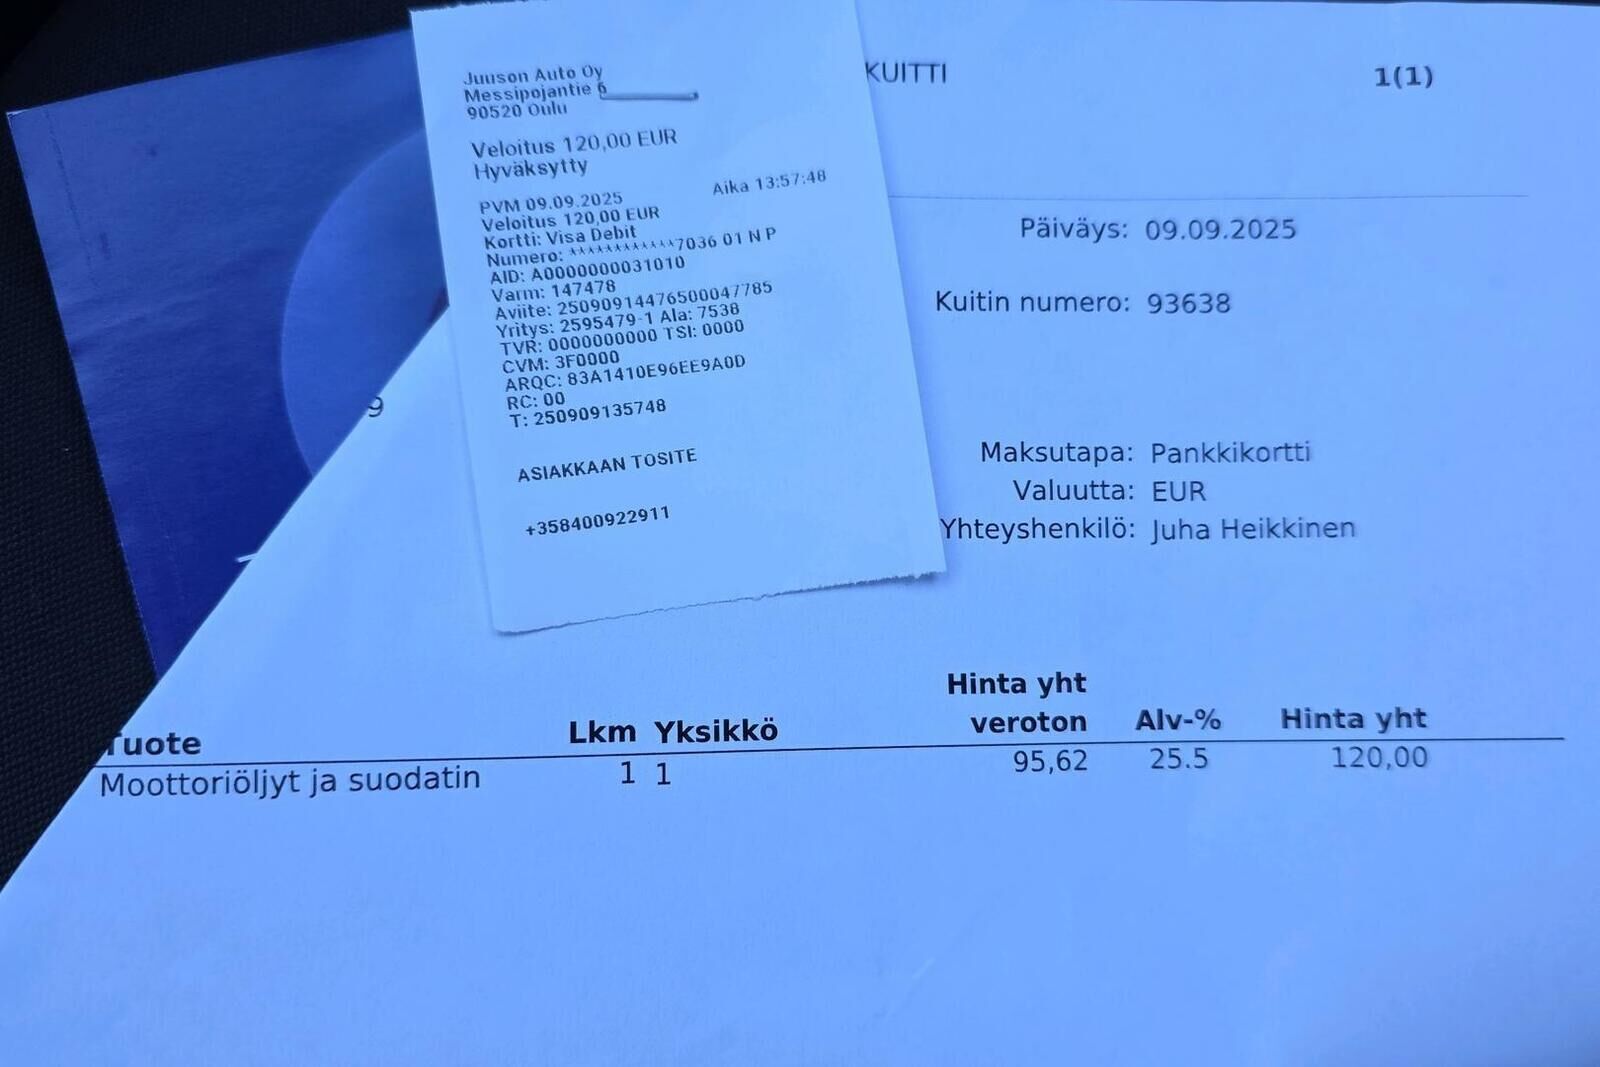 Juuson Auto Oy
Messipojantie 6
90520 Oulu
Veloitus 120,00 EUR
Hyväksytty
PVM 09.09.2025 Aika 13:57:48
Veloitus 120,00 EUR
Kortti: Visa Debit
Numero: ************7036 01 N P
AID: A0000000031010
Varm: 147478
Aviite: 25090914476500047785
Yritys: 2595479-1 Ala: 7538
TVR: 0000000000 TSI: 0000
CVM: 3F0000
ARQC: 83A1410E96EE9A0D
RC: 00
T: 250909135748
ASIAKKAAN TOSITE
+358400922911
KUITTI 1(1)
Päiväys: 09.09.2025
Kuitin numero: 93638
9
Maksutapa: Pankkikortti
Valuutta: EUR
Yhteyshenkilö: Juha Heikkinen
Tuote Lkm Yksikkö Hinta yht veroton Alv-% Hinta yht
Moottoriöljyt ja suodatin 1 1 95,62 25.5 120,00